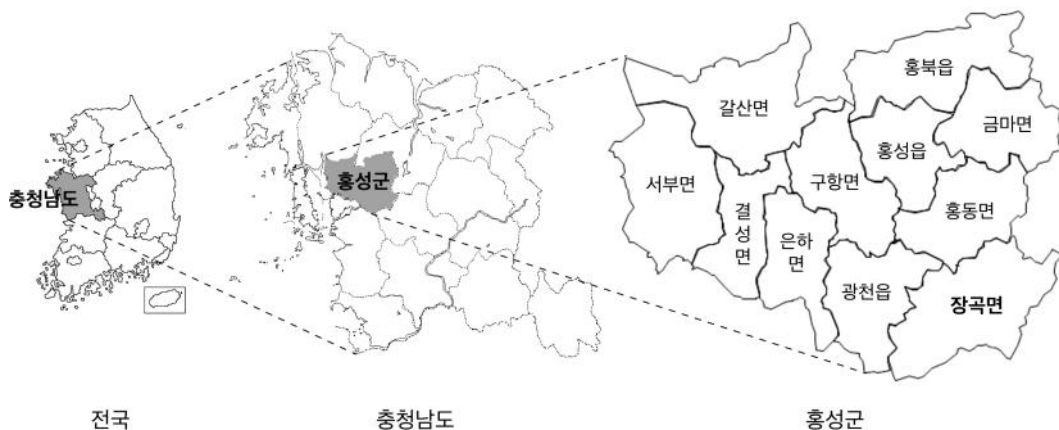 충청남도
홍성군
홍북읍
갈산면
금마면
홍성읍
서부면
구항면
홍동면
결성면
은하면
광천읍
장곡면
전국
충청남도
홍성군